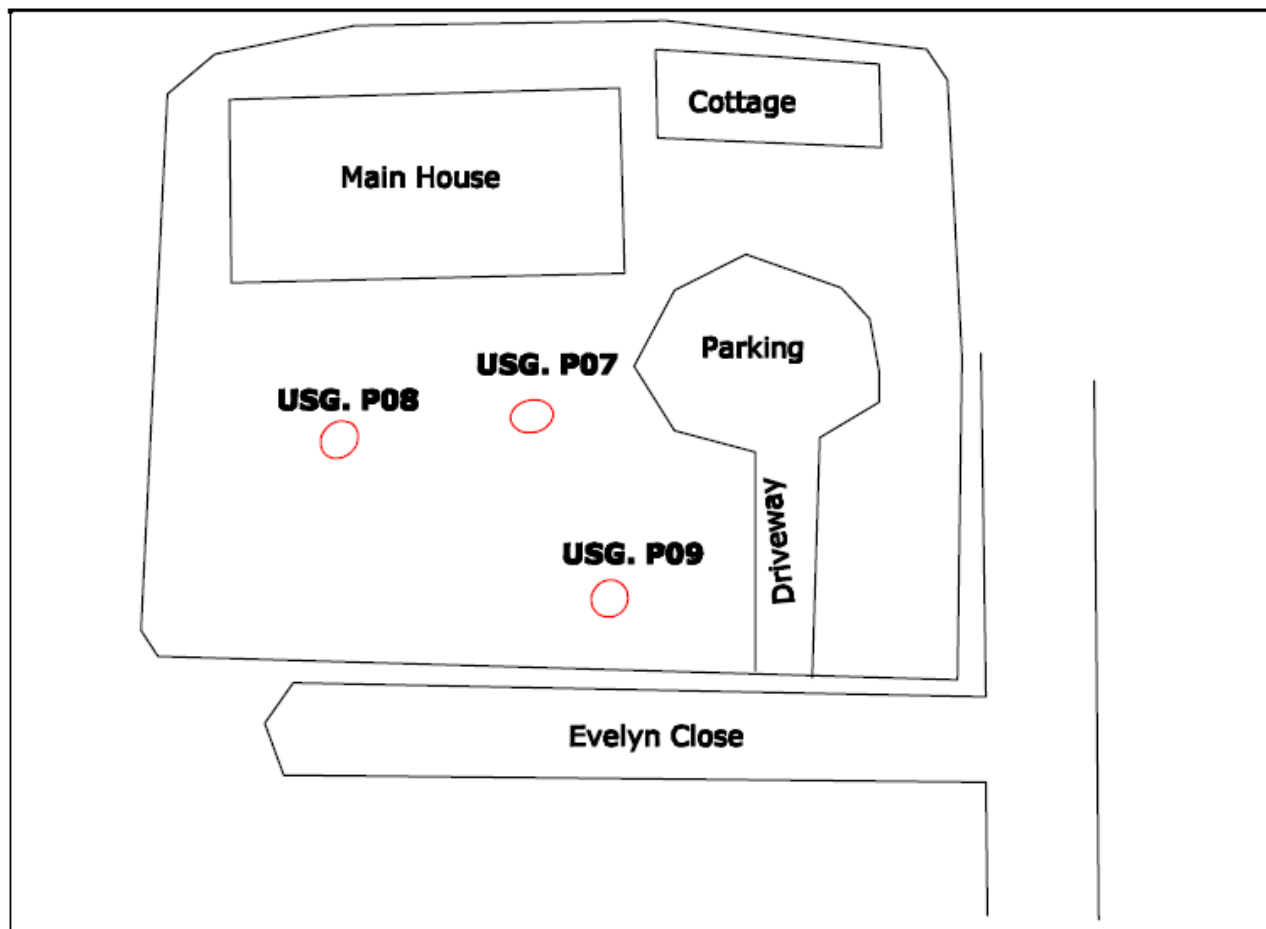 Cottage
Main House
Parking
USG. P07
USG. P08
Driveway
USG. P09
Evelyn Close